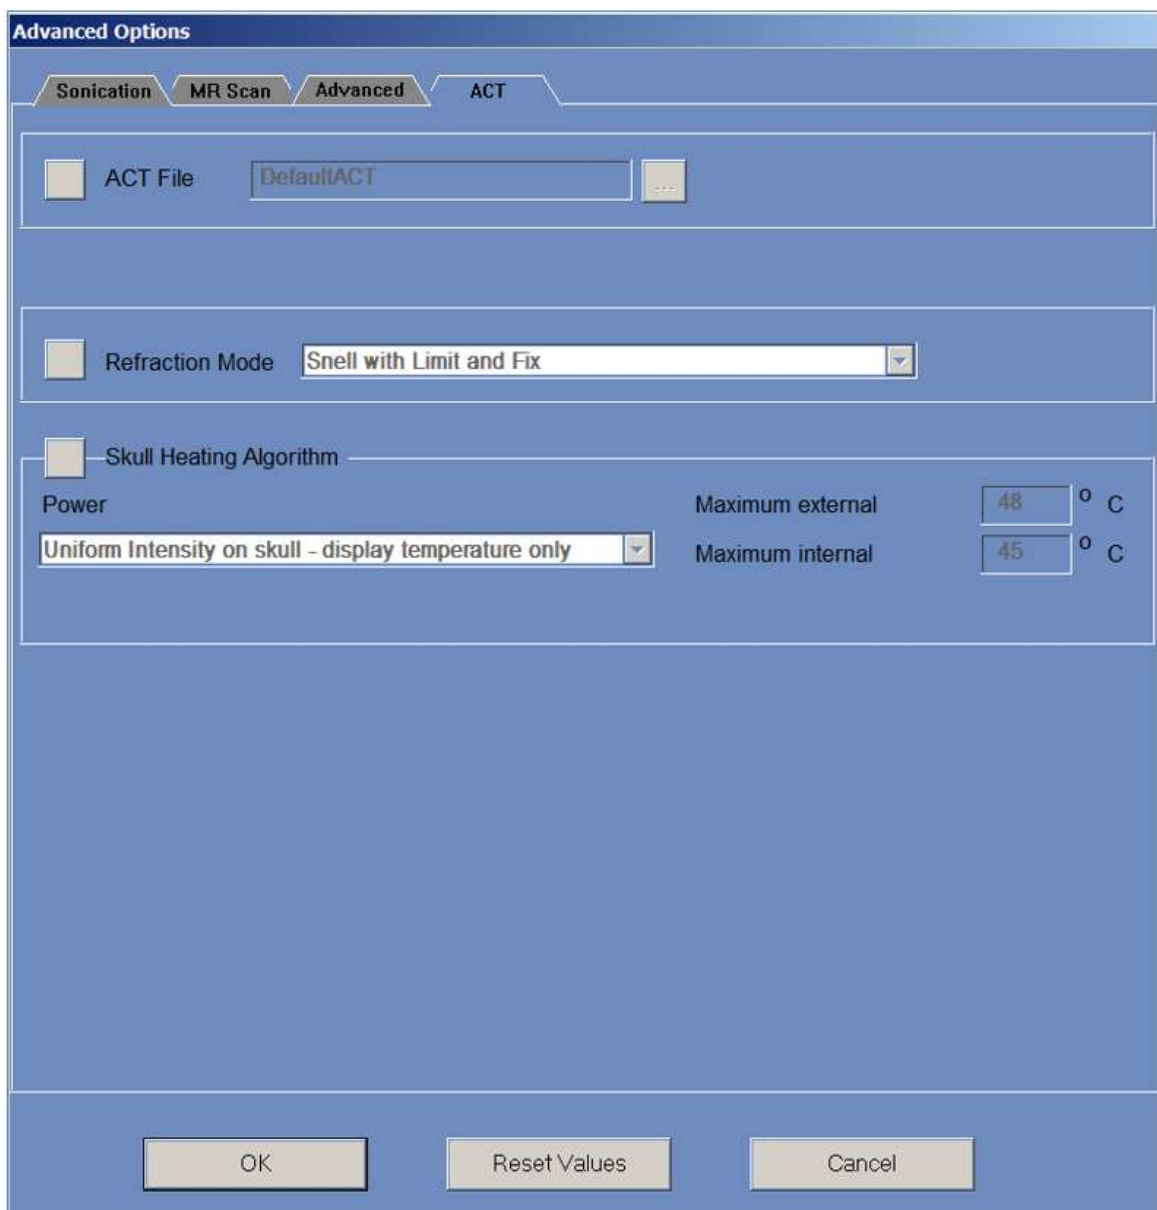 Advanced Options
Sonication MR Scan Advanced ACT
ACT File DefaultACT ...
Refraction Mode Snell with Limit and Fix
Skull Heating Algorithm
Power Maximum external 48 º C
Uniform Intensity on skull - display temperature only Maximum internal 45 º C
OK Reset Values Cancel